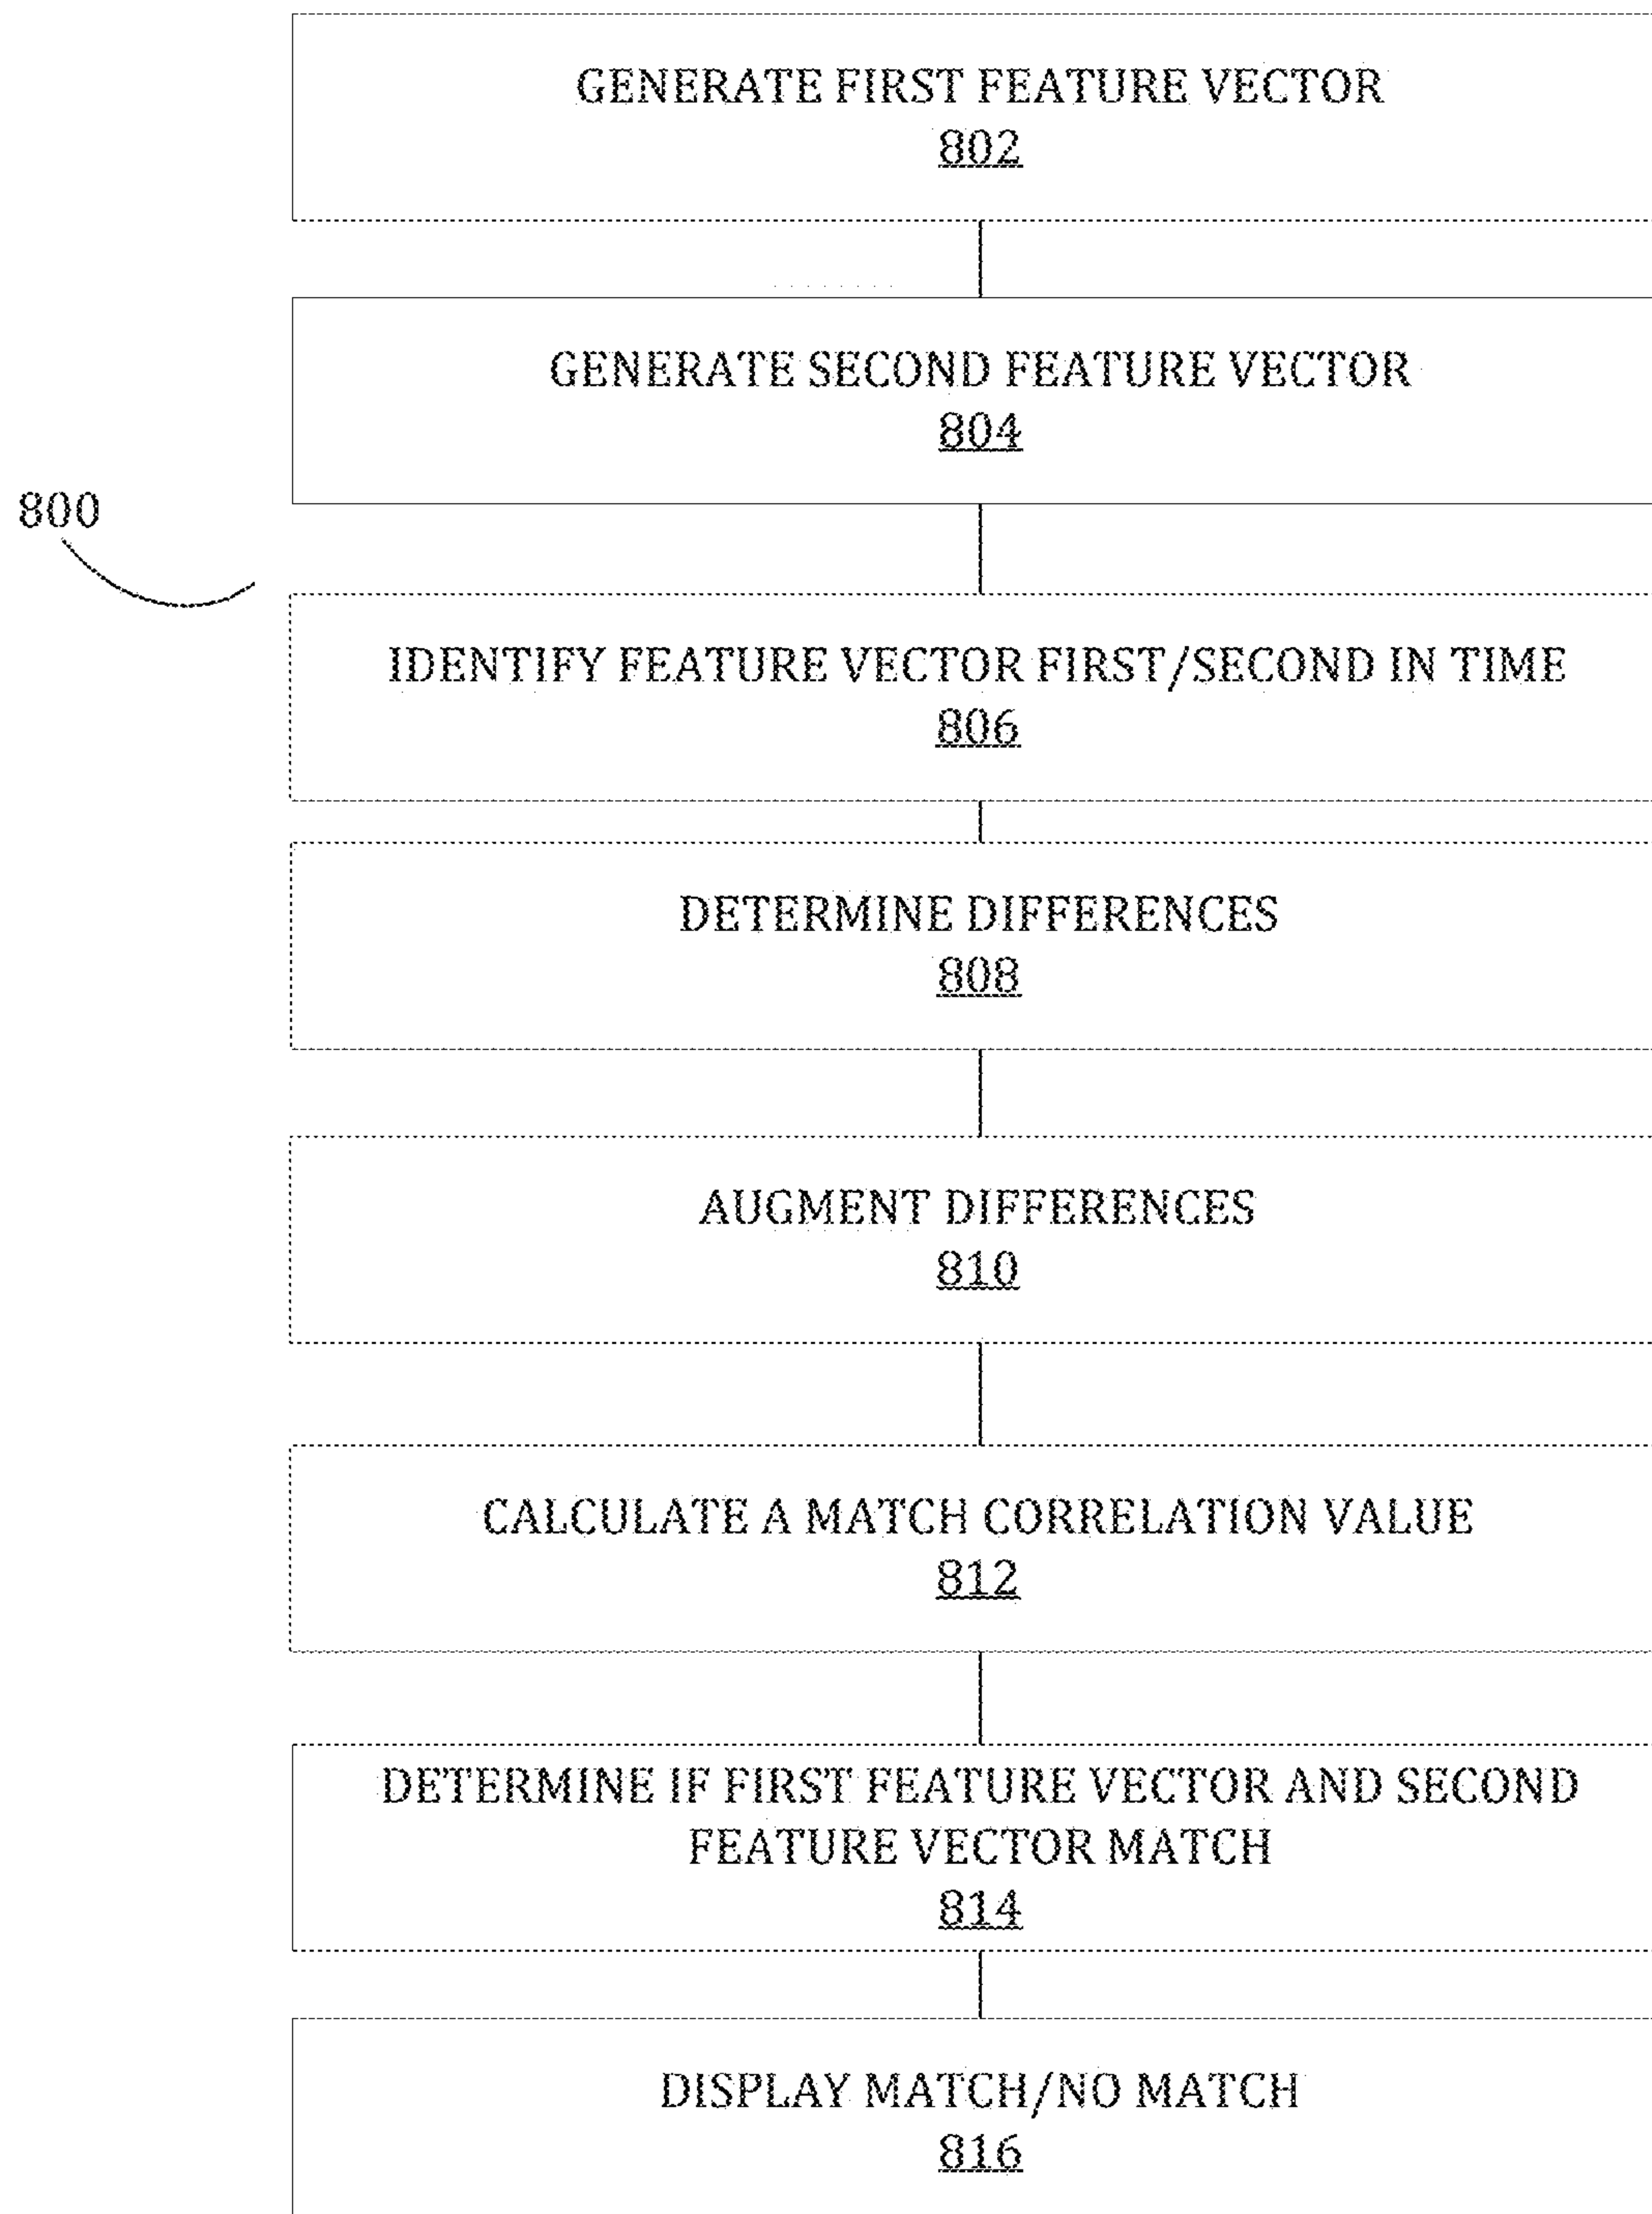 GENERATE FIRST FEATURE VECTOR
802
GENERATE SECOND FEATURE VECTOR
804
800
IDENTIFY FEATURE VECTOR FIRST/SECOND IN TIME
806
DETERMINE DIFFERENCES
808
AUGMENT DIFFERENCES
810
CALCULATE A MATCH CORRELATION VALUE
812
DETERMINE IF FIRST FEATURE VECTOR AND SECOND
FEATURE VECTOR MATCH
814
DISPLAY MATCH/NO MATCH
816